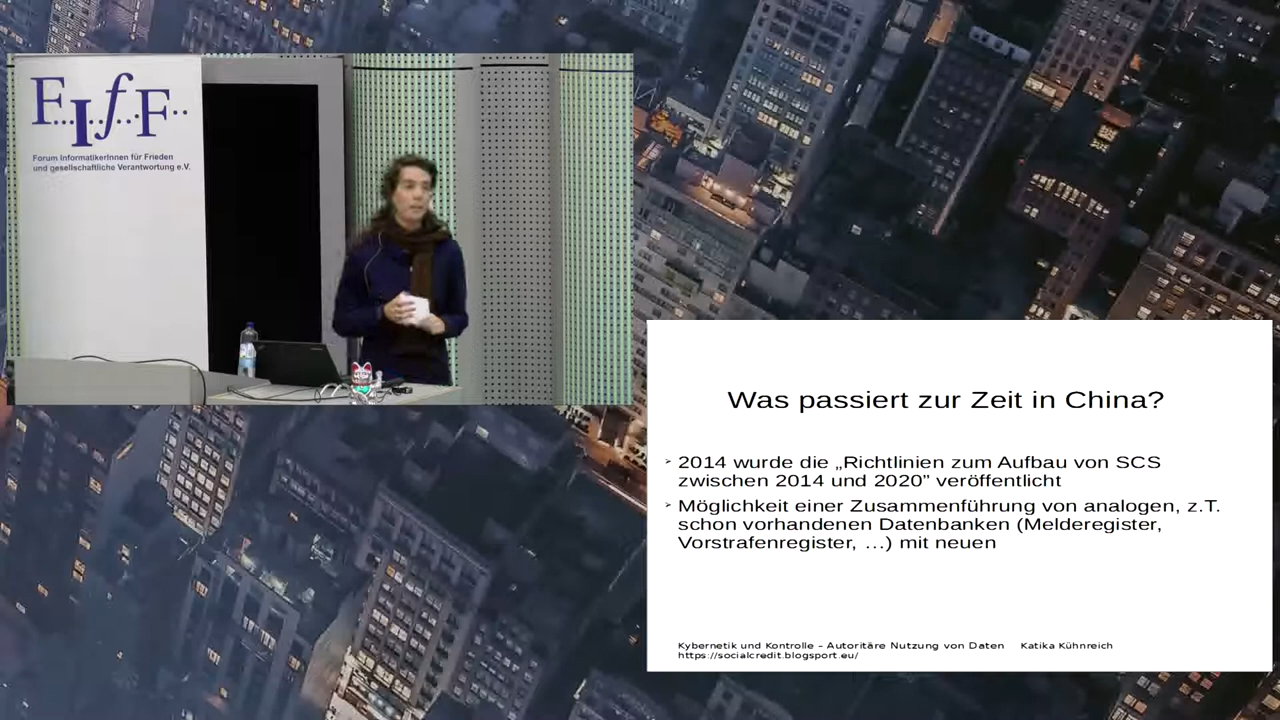 F..I..f..F..
Forum InformatikerInnen für Frieden
und gesellschaftliche Verantwortung e.V.
Was passiert zur Zeit in China?
➢ 2014 wurde die „Richtlinien zum Aufbau von SCS
zwischen 2014 und 2020” veröffentlicht
➢ Möglichkeit einer Zusammenführung von analogen, z.T.
schon vorhandenen Datenbanken (Melderegister,
Vorstrafenregister, …) mit neuen
Kybernetik und Kontrolle – Autoritäre Nutzung von Daten Katika Kühnreich
https://socialcredit.blogsport.eu/